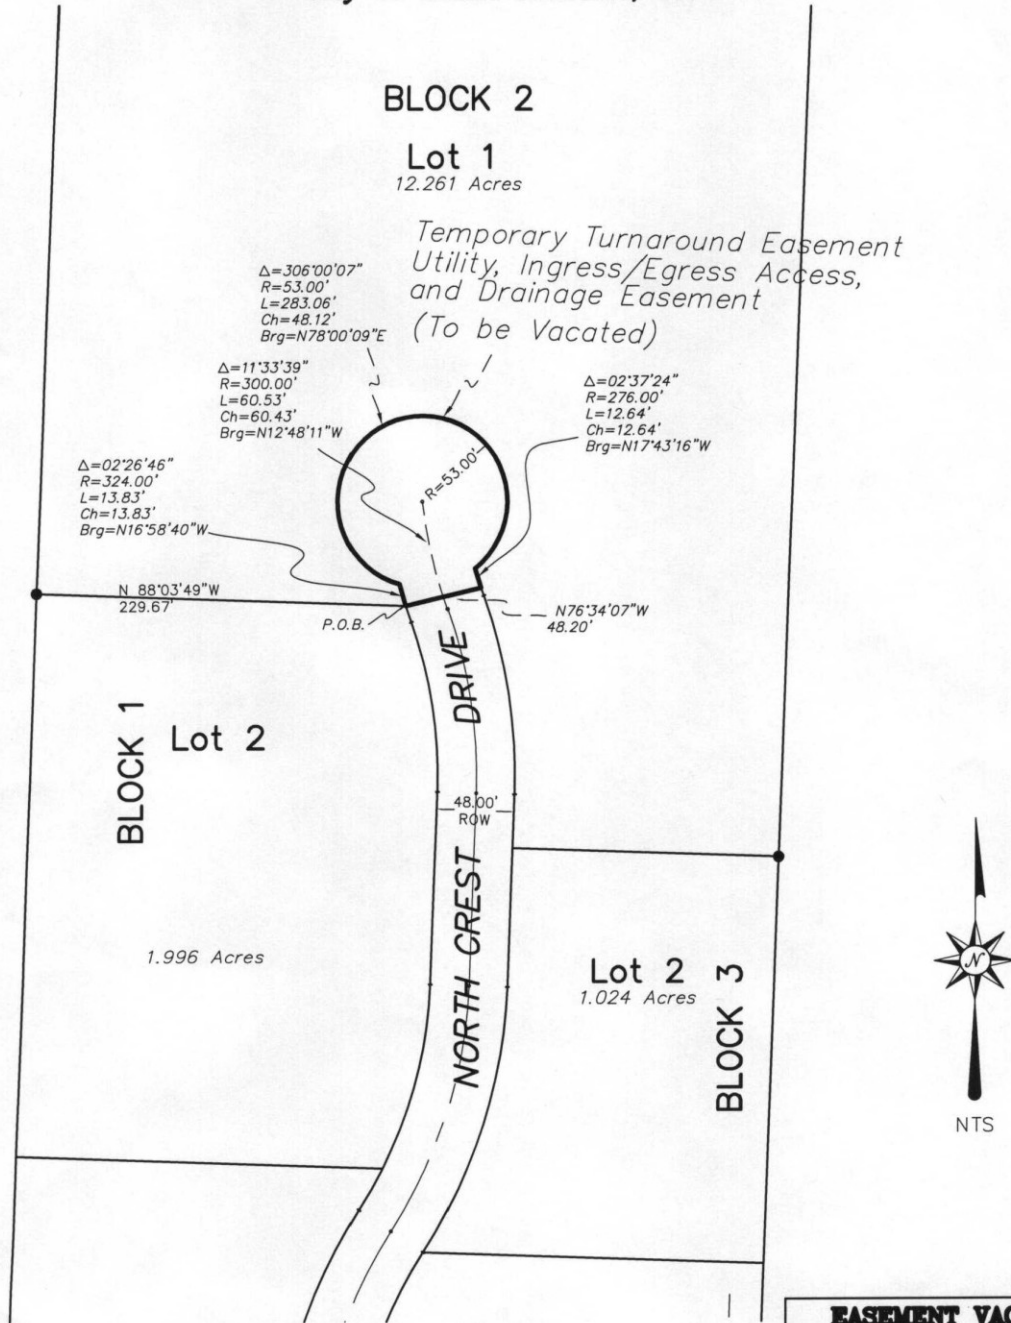 BLOCK 2
Lot 1
12.261 Acres
Temporary Turnaround Easement
Utility, Ingress/Egress Access,
and Drainage Easement
(To be Vacated)
Δ=306°00'07"
R=53.00'
L=283.06'
Ch=48.12'
Brg=N78°00'09"E
Δ=11°33'39"
R=300.00'
L=60.53'
Ch=60.43'
Brg=N12°48'11"W
Δ=02°37'24"
R=276.00'
L=12.64'
Ch=12.64'
Brg=N17°43'16"W
Δ=02°26'46"
R=324.00'
L=13.83'
Ch=13.83'
Brg=N16°58'40"W
R=53.00'
N 88°03'49"W
229.67'
P.O.B.
N76°34'07"W
48.20'
BLOCK 1
Lot 2
1.996 Acres
NORTH CREST DRIVE
48.00'
ROW
Lot 2
1.024 Acres
BLOCK 3
N
NTS
EASEMENT